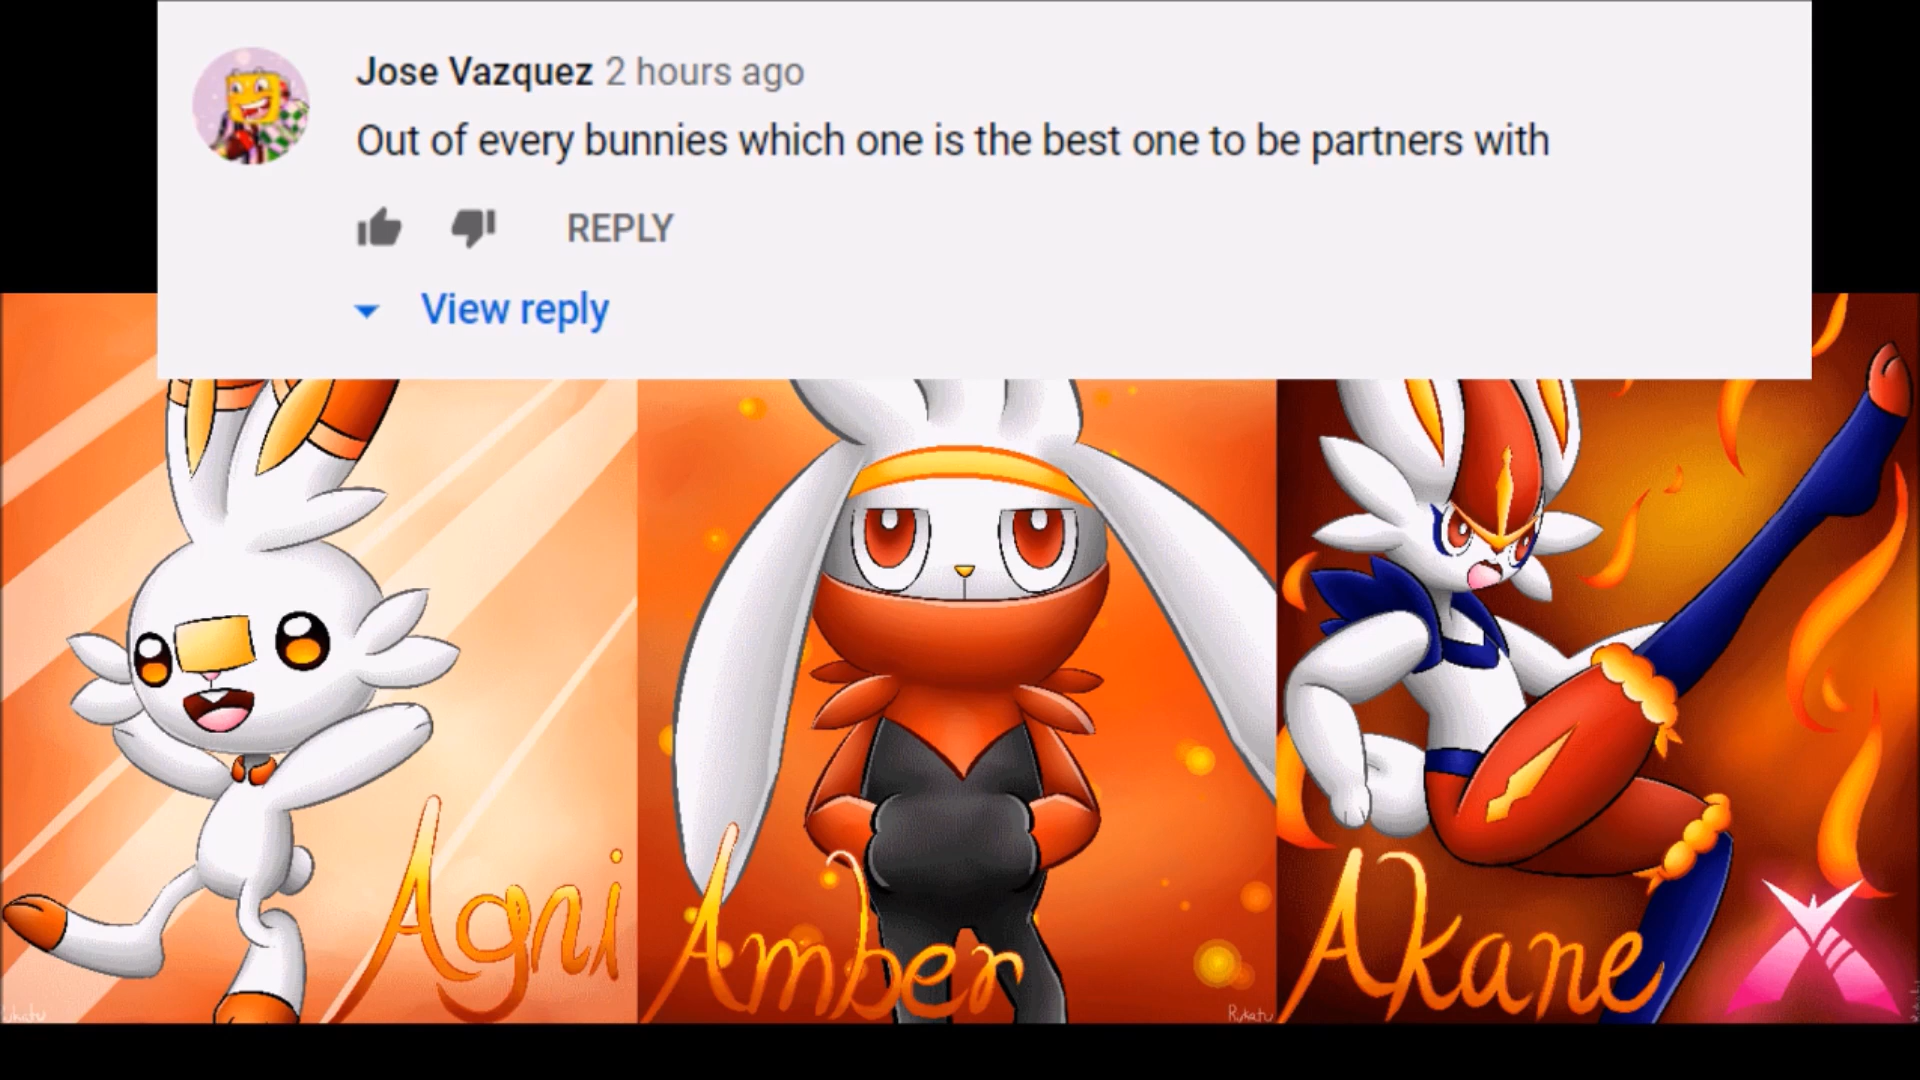 Jose Vazquez 2 hours ago
Out of every bunnies which one is the best one to be partners with
REPLY
View reply
Agni
Amber
Akane